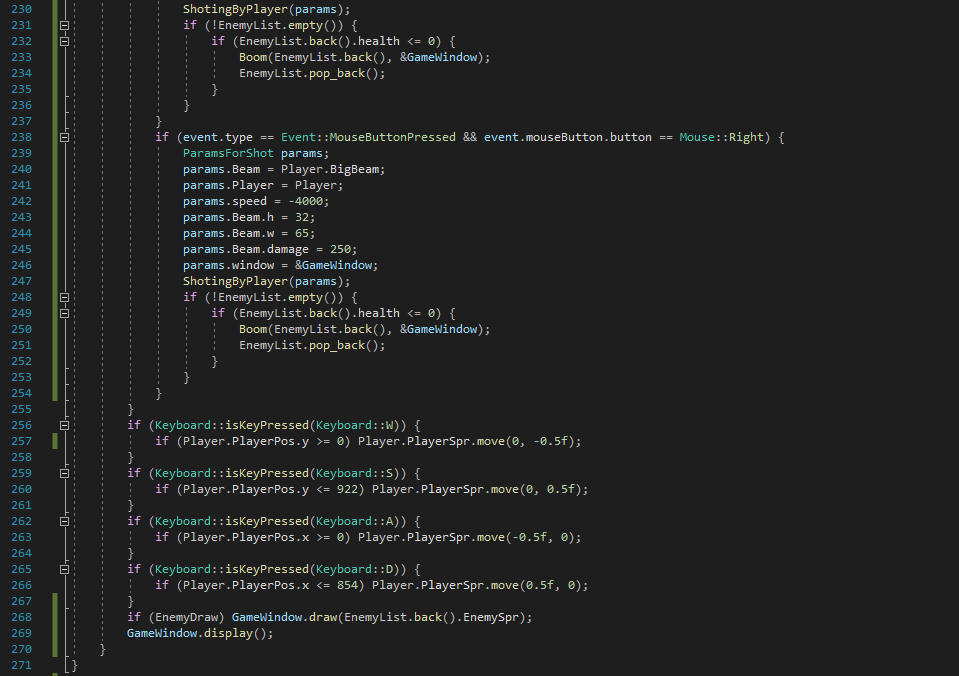 230 ShotingByPlayer(params);
231 if (!EnemyList.empty()) {
232 if (EnemyList.back().health <= 0) {
233 Boom(EnemyList.back(), &GameWindow);
234 EnemyList.pop_back();
235 }
236 }
237 }
238 if (event.type == Event::MouseButtonPressed && event.mouseButton.button == Mouse::Right) {
239 ParamsForShot params;
240 params.Beam = Player.BigBeam;
241 params.Player = Player;
242 params.speed = -4000;
243 params.Beam.h = 32;
244 params.Beam.w = 65;
245 params.Beam.damage = 250;
246 params.window = &GameWindow;
247 ShotingByPlayer(params);
248 if (!EnemyList.empty()) {
249 if (EnemyList.back().health <= 0) {
250 Boom(EnemyList.back(), &GameWindow);
251 EnemyList.pop_back();
252 }
253 }
254 }
255 }
256 if (Keyboard::isKeyPressed(Keyboard::W)) {
257 if (Player.PlayerPos.y >= 0) Player.PlayerSpr.move(0, -0.5f);
258 }
259 if (Keyboard::isKeyPressed(Keyboard::S)) {
260 if (Player.PlayerPos.y <= 922) Player.PlayerSpr.move(0, 0.5f);
261 }
262 if (Keyboard::isKeyPressed(Keyboard::A)) {
263 if (Player.PlayerPos.x >= 0) Player.PlayerSpr.move(-0.5f, 0);
264 }
265 if (Keyboard::isKeyPressed(Keyboard::D)) {
266 if (Player.PlayerPos.x <= 854) Player.PlayerSpr.move(0.5f, 0);
267 }
268 if (EnemyDraw) GameWindow.draw(EnemyList.back().EnemySpr);
269 GameWindow.display();
270 }
271 }